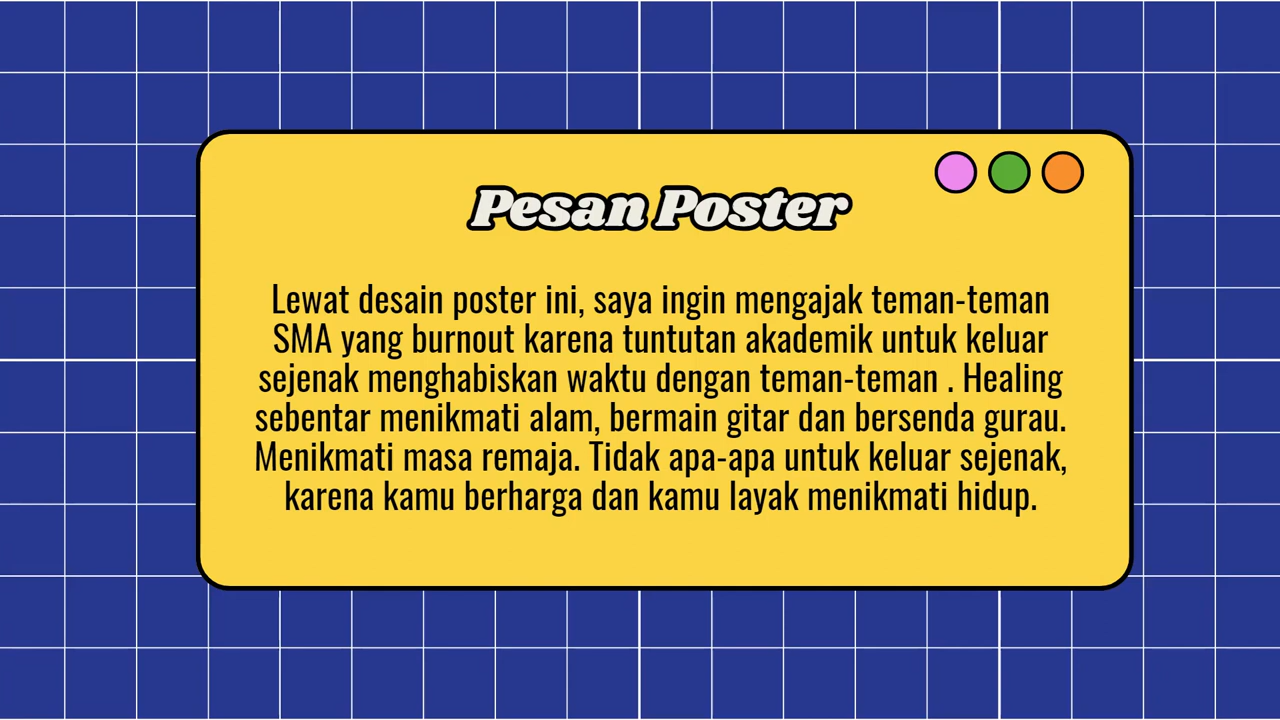 Pesan Poster
Lewat desain poster ini, saya ingin mengajak teman-teman
SMA yang burnout karena tuntutan akademik untuk keluar
sejenak menghabiskan waktu dengan teman-teman . Healing
sebentar menikmati alam, bermain gitar dan bersenda gurau.
Menikmati masa remaja. Tidak apa-apa untuk keluar sejenak,
karena kamu berharga dan kamu layak menikmati hidup.